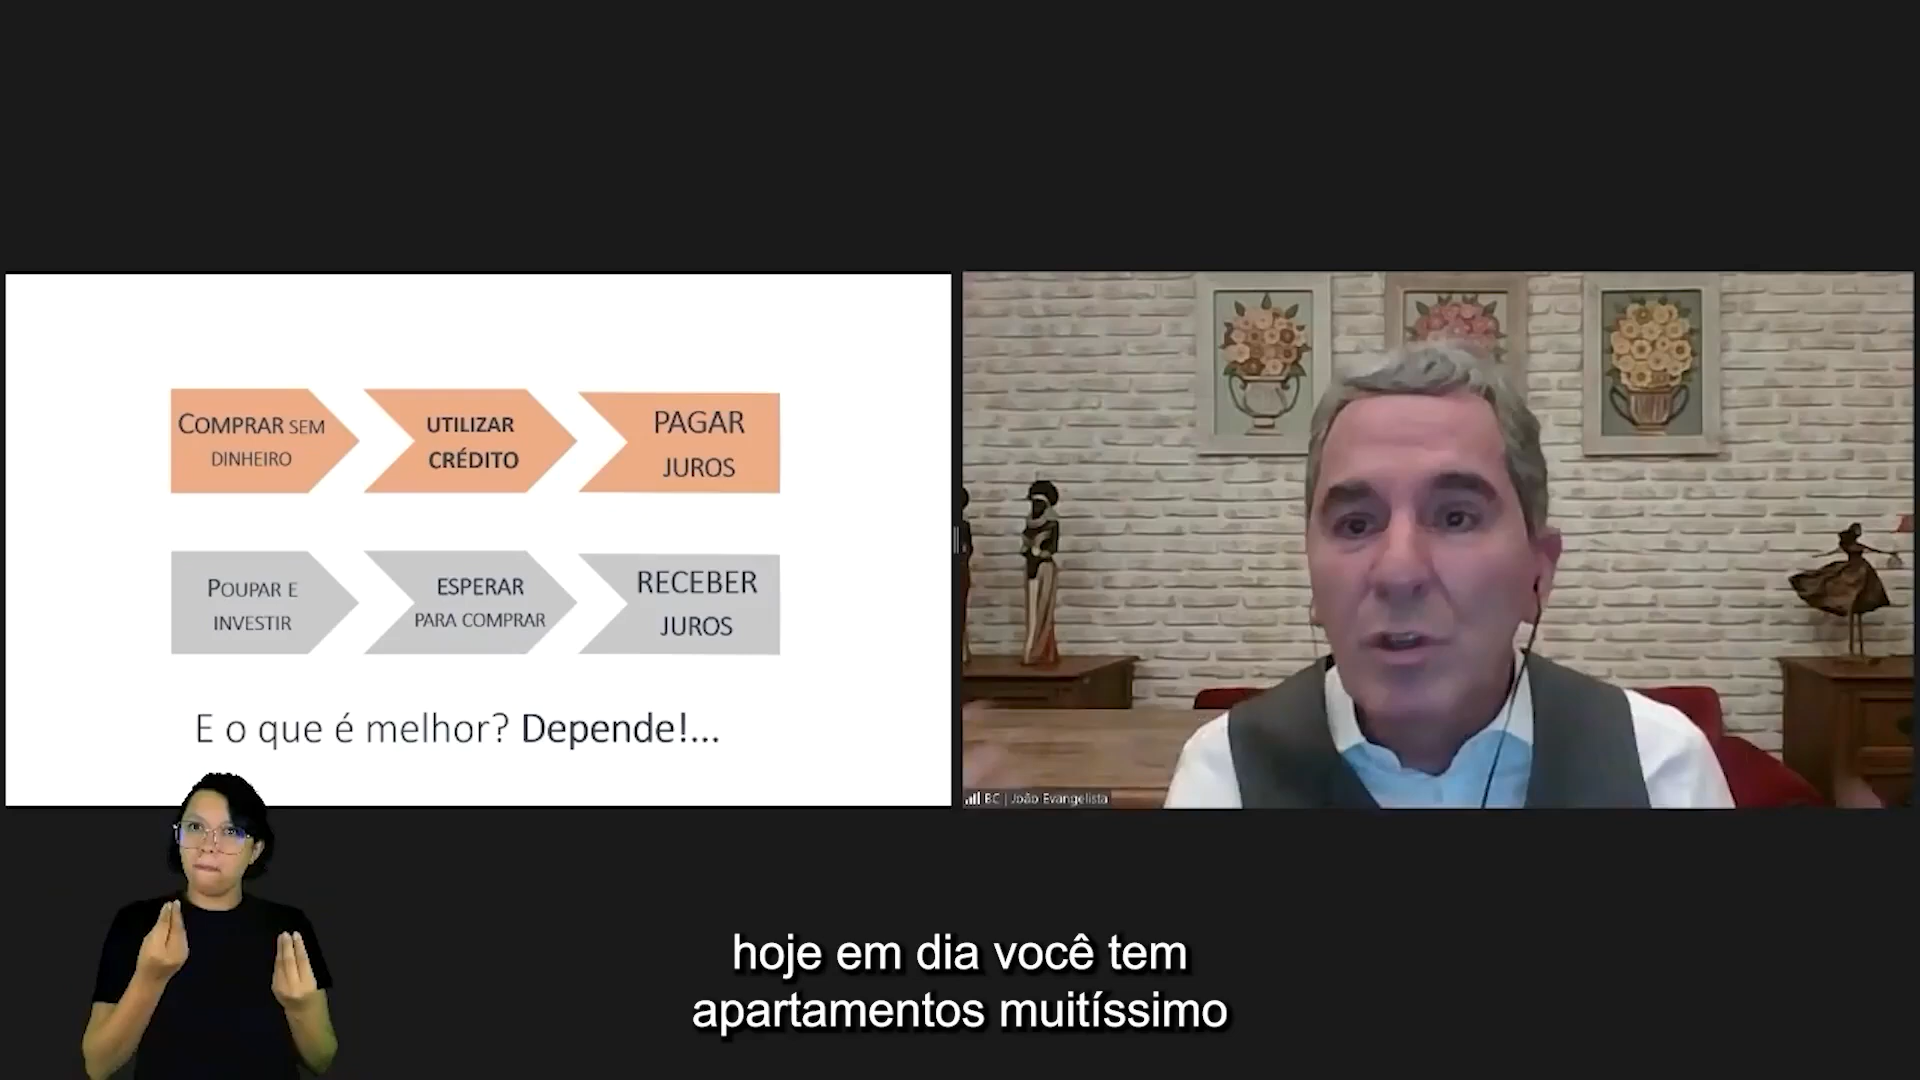 COMPRAR SEM
DINHEIRO
UTILIZAR
CRÉDITO
PAGAR
JUROS
POUPAR E
INVESTIR
ESPERAR
PARA COMPRAR
RECEBER
JUROS
E o que é melhor? Depende!...
BC | João Evangelista
hoje em dia você tem
apartamentos muitíssimo